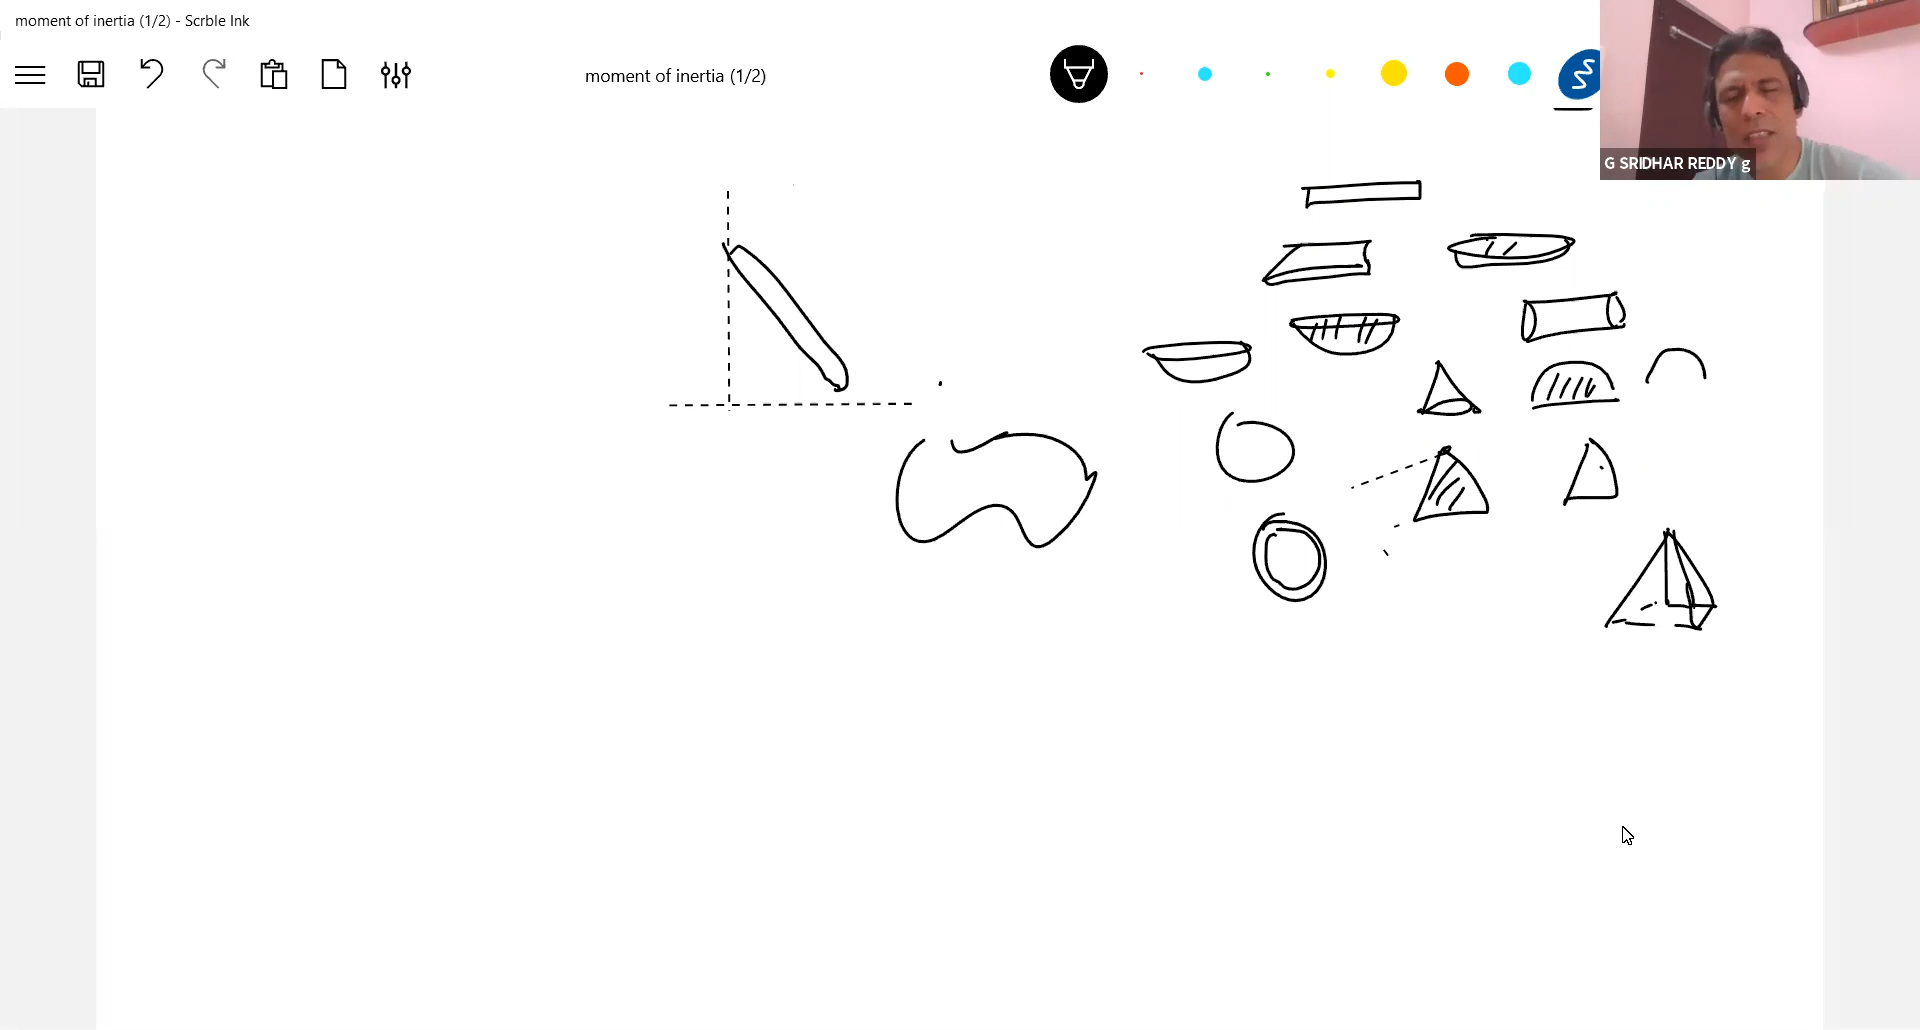 moment of inertia (1/2) - Scrble Ink
moment of inertia (1/2)
G SRIDHAR REDDY g